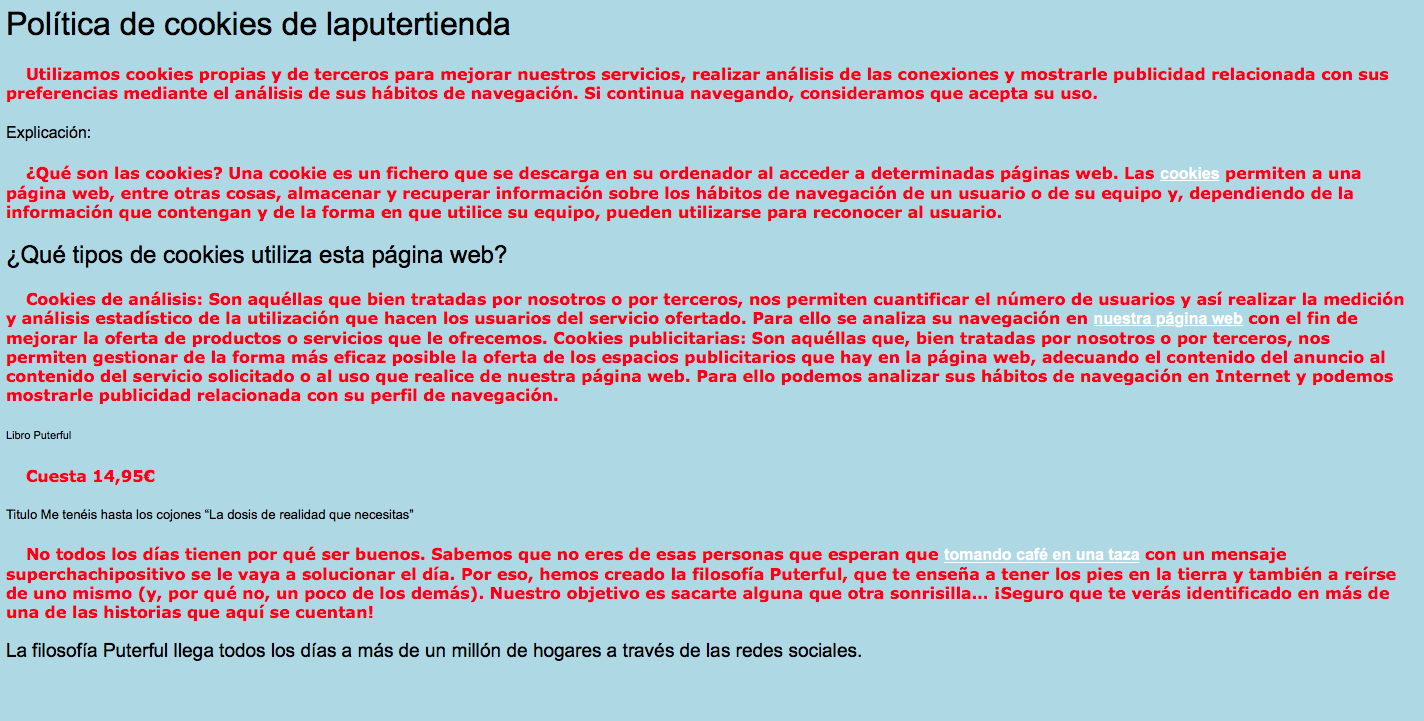 Política de cookies de laputertienda
Utilizamos cookies propias y de terceros para mejorar nuestros servicios, realizar análisis de las conexiones y mostrarle publicidad relacionada con sus
preferencias mediante el análisis de sus hábitos de navegación. Si continua navegando, consideramos que acepta su uso.
Explicación:
¿Qué son las cookies? Una cookie es un fichero que se descarga en su ordenador al acceder a determinadas páginas web. Las cookies permiten a una
página web, entre otras cosas, almacenar y recuperar información sobre los hábitos de navegación de un usuario o de su equipo y, dependiendo de la
información que contengan y de la forma en que utilice su equipo, pueden utilizarse para reconocer al usuario.
¿Qué tipos de cookies utiliza esta página web?
Cookies de análisis: Son aquéllas que bien tratadas por nosotros o por terceros, nos permiten cuantificar el número de usuarios y así realizar la medición
y análisis estadístico de la utilización que hacen los usuarios del servicio ofertado. Para ello se analiza su navegación en nuestra página web con el fin de
mejorar la oferta de productos o servicios que le ofrecemos. Cookies publicitarias: Son aquéllas que, bien tratadas por nosotros o por terceros, nos
permiten gestionar de la forma más eficaz posible la oferta de los espacios publicitarios que hay en la página web, adecuando el contenido del anuncio al
contenido del servicio solicitado o al uso que realice de nuestra página web. Para ello podemos analizar sus hábitos de navegación en Internet y podemos
mostrarle publicidad relacionada con su perfil de navegación.
Libro Puterful
Cuesta 14,95€
Titulo Me tenéis hasta los cojones “La dosis de realidad que necesitas”
No todos los días tienen por qué ser buenos. Sabemos que no eres de esas personas que esperan que tomando café en una taza con un mensaje
superchachipositivo se le vaya a solucionar el día. Por eso, hemos creado la filosofía Puterful, que te enseña a tener los pies en la tierra y también a reírse
de uno mismo (y, por qué no, un poco de los demás). Nuestro objetivo es sacarte alguna que otra sonrisilla... ¡Seguro que te verás identificado en más de
una de las historias que aquí se cuentan!
La filosofía Puterful llega todos los días a más de un millón de hogares a través de las redes sociales.